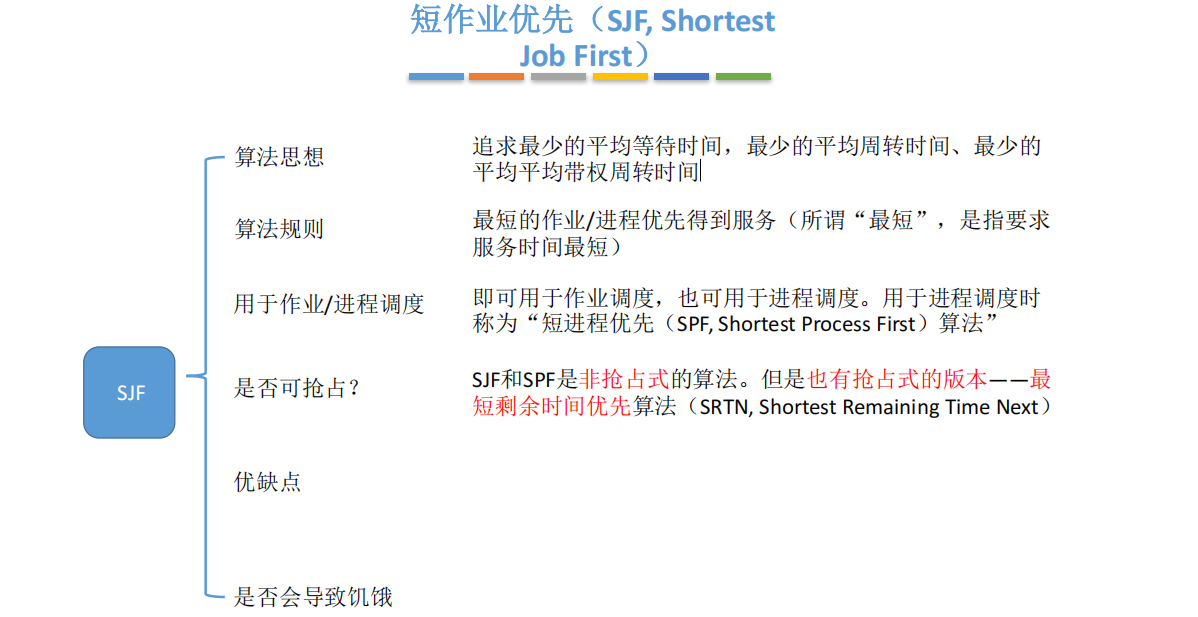 短作业优先（SJF, Shortest
Job First）
算法思想
追求最少的平均等待时间，最少的平均周转时间、最少的
平均平均带权周转时间
算法规则
最短的作业/进程优先得到服务（所谓“最短”，是指要求
服务时间最短）
用于作业/进程调度
即可用于作业调度，也可用于进程调度。用于进程调度时
称为“短进程优先（SPF, Shortest Process First）算法”
SJF
是否可抢占？
SJF和SPF是非抢占式的算法。但是也有抢占式的版本——最
短剩余时间优先算法（SRTN, Shortest Remaining Time Next）
优缺点
是否会导致饥饿